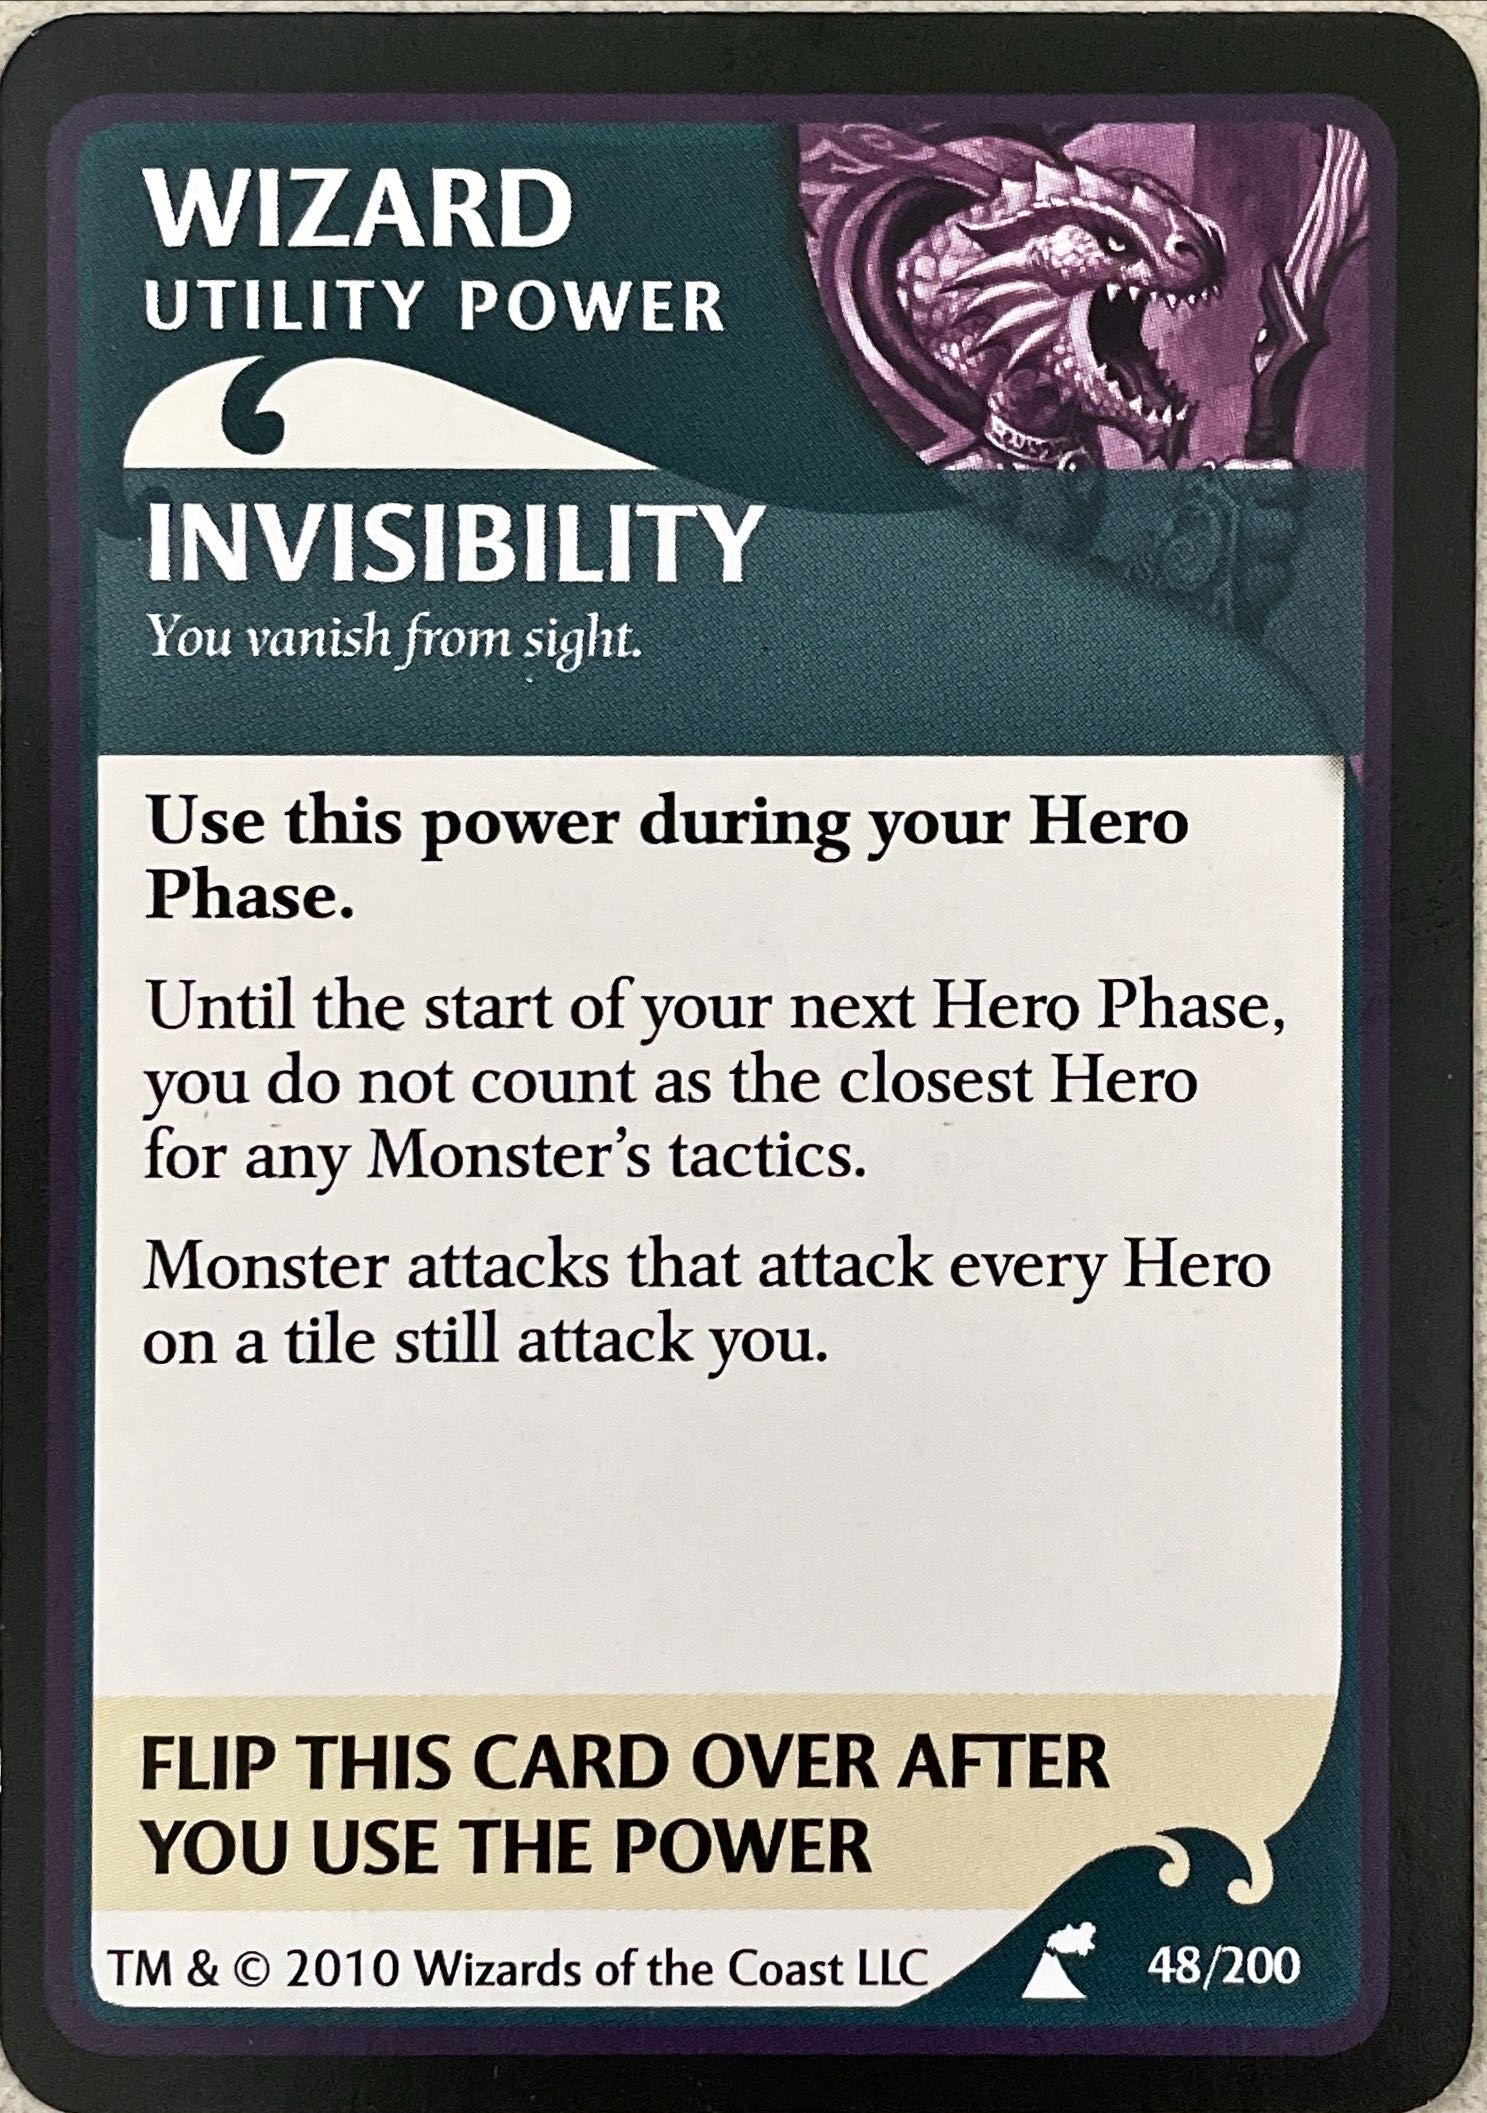 WIZARD
UTILITY POWER
INVISIBILITY
You vanish from sight.
Use this power during your Hero
Phase.
Until the start of your next Hero Phase,
you do not count as the closest Hero
for any Monster’s tactics.
Monster attacks that attack every Hero
on a tile still attack you.
FLIP THIS CARD OVER AFTER
YOU USE THE POWER
TM & © 2010 Wizards of the Coast LLC
48/200